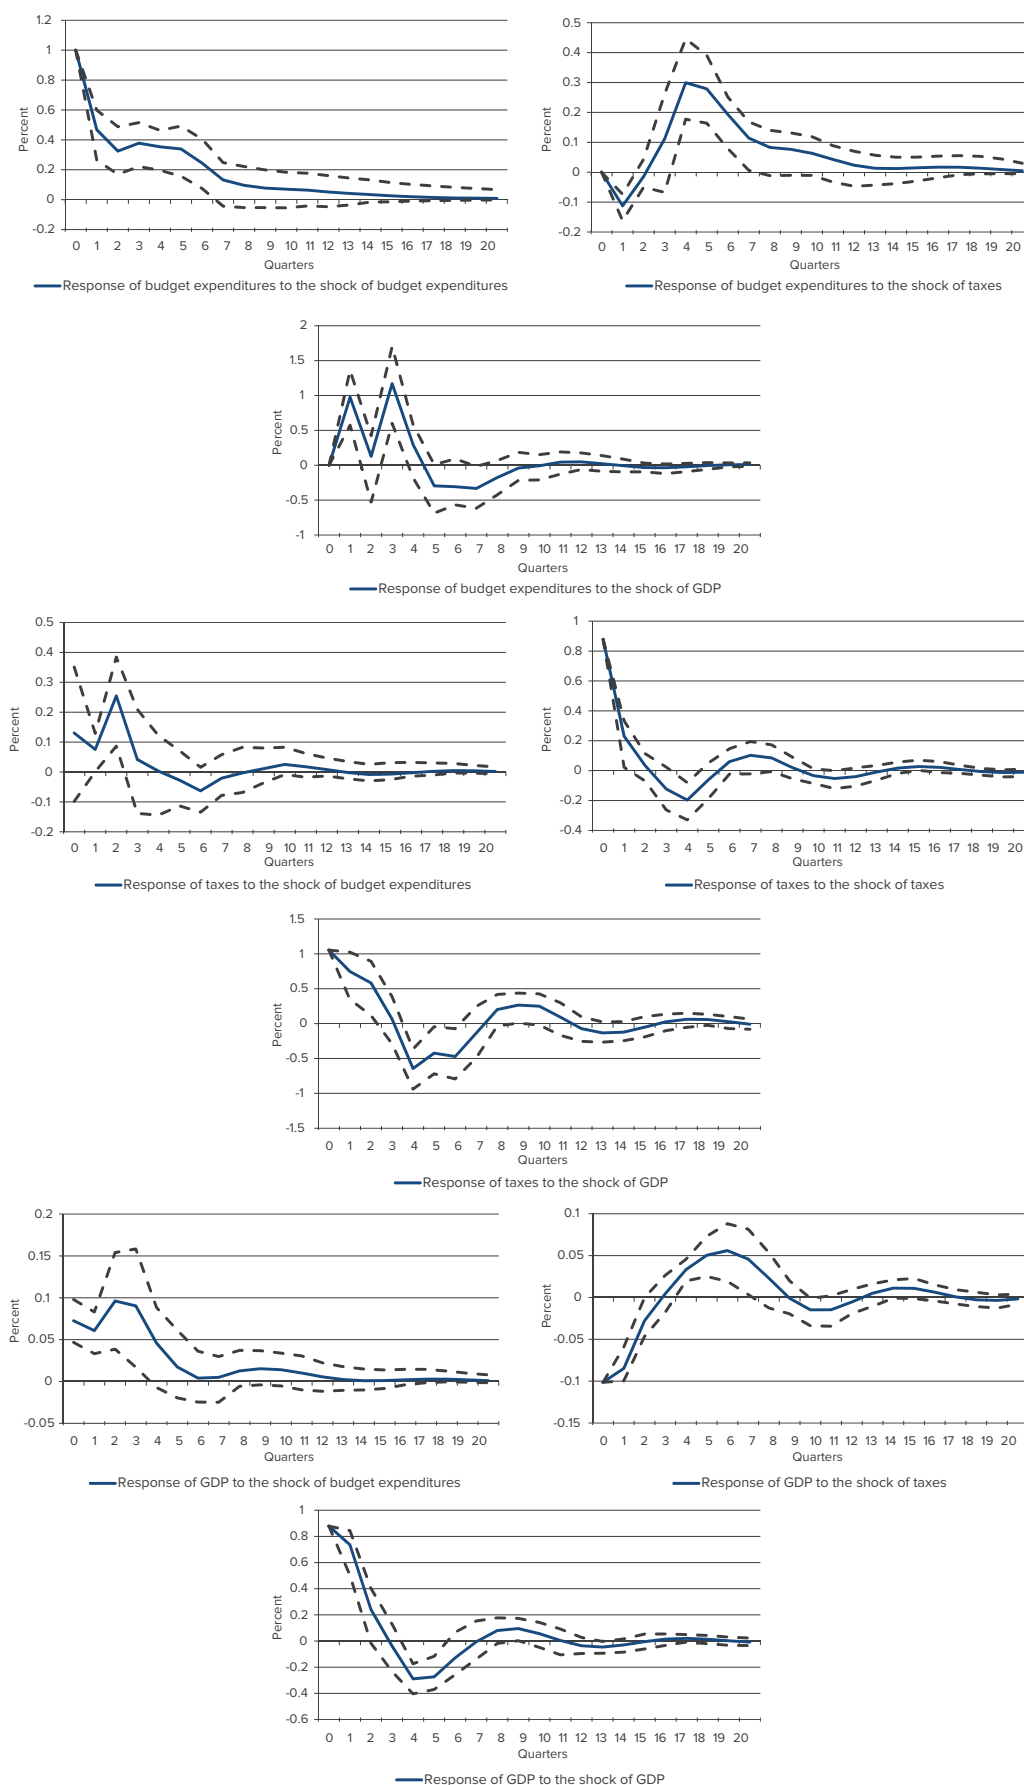 1.2
1
0.8
0.6
0.4
0.2
0
-0.2
Percent
0 1 2 3 4 5 6 7 8 9 10 11 12 13 14 15 16 17 18 19 20
Quarters
Response of budget expenditures to the shock of budget expenditures
0.5
0.4
0.3
0.2
0.1
0
-0.1
-0.2
Percent
0 1 2 3 4 5 6 7 8 9 10 11 12 13 14 15 16 17 18 19 20
Quarters
Response of budget expenditures to the shock of taxes
2
1.5
1
0.5
0
-0.5
-1
Percent
0 1 2 3 4 5 6 7 8 9 10 11 12 13 14 15 16 17 18 19 20
Quarters
Response of budget expenditures to the shock of GDP
0.5
0.4
0.3
0.2
0.1
0
-0.1
-0.2
Percent
0 1 2 3 4 5 6 7 8 9 10 11 12 13 14 15 16 17 18 19 20
Quarters
Response of taxes to the shock of budget expenditures
1
0.8
0.6
0.4
0.2
0
-0.2
-0.4
Percent
0 1 2 3 4 5 6 7 8 9 10 11 12 13 14 15 16 17 18 19 20
Quarters
Response of taxes to the shock of taxes
1.5
1
0.5
0
-0.5
-1
-1.5
Percent
0 1 2 3 4 5 6 7 8 9 10 11 12 13 14 15 16 17 18 19 20
Quarters
Response of taxes to the shock of GDP
0.2
0.15
0.1
0.05
0
-0.05
Percent
0 1 2 3 4 5 6 7 8 9 10 11 12 13 14 15 16 17 18 19 20
Quarters
Response of GDP to the shock of budget expenditures
0.1
0.05
0
-0.05
-0.1
-0.15
Percent
0 1 2 3 4 5 6 7 8 9 10 11 12 13 14 15 16 17 18 19 20
Quarters
Response of GDP to the shock of taxes
1
0.8
0.6
0.4
0.2
0
-0.2
-0.4
-0.6
Percent
0 1 2 3 4 5 6 7 8 9 10 11 12 13 14 15 16 17 18 19 20
Quarters
Response of GDP to the shock of GDP